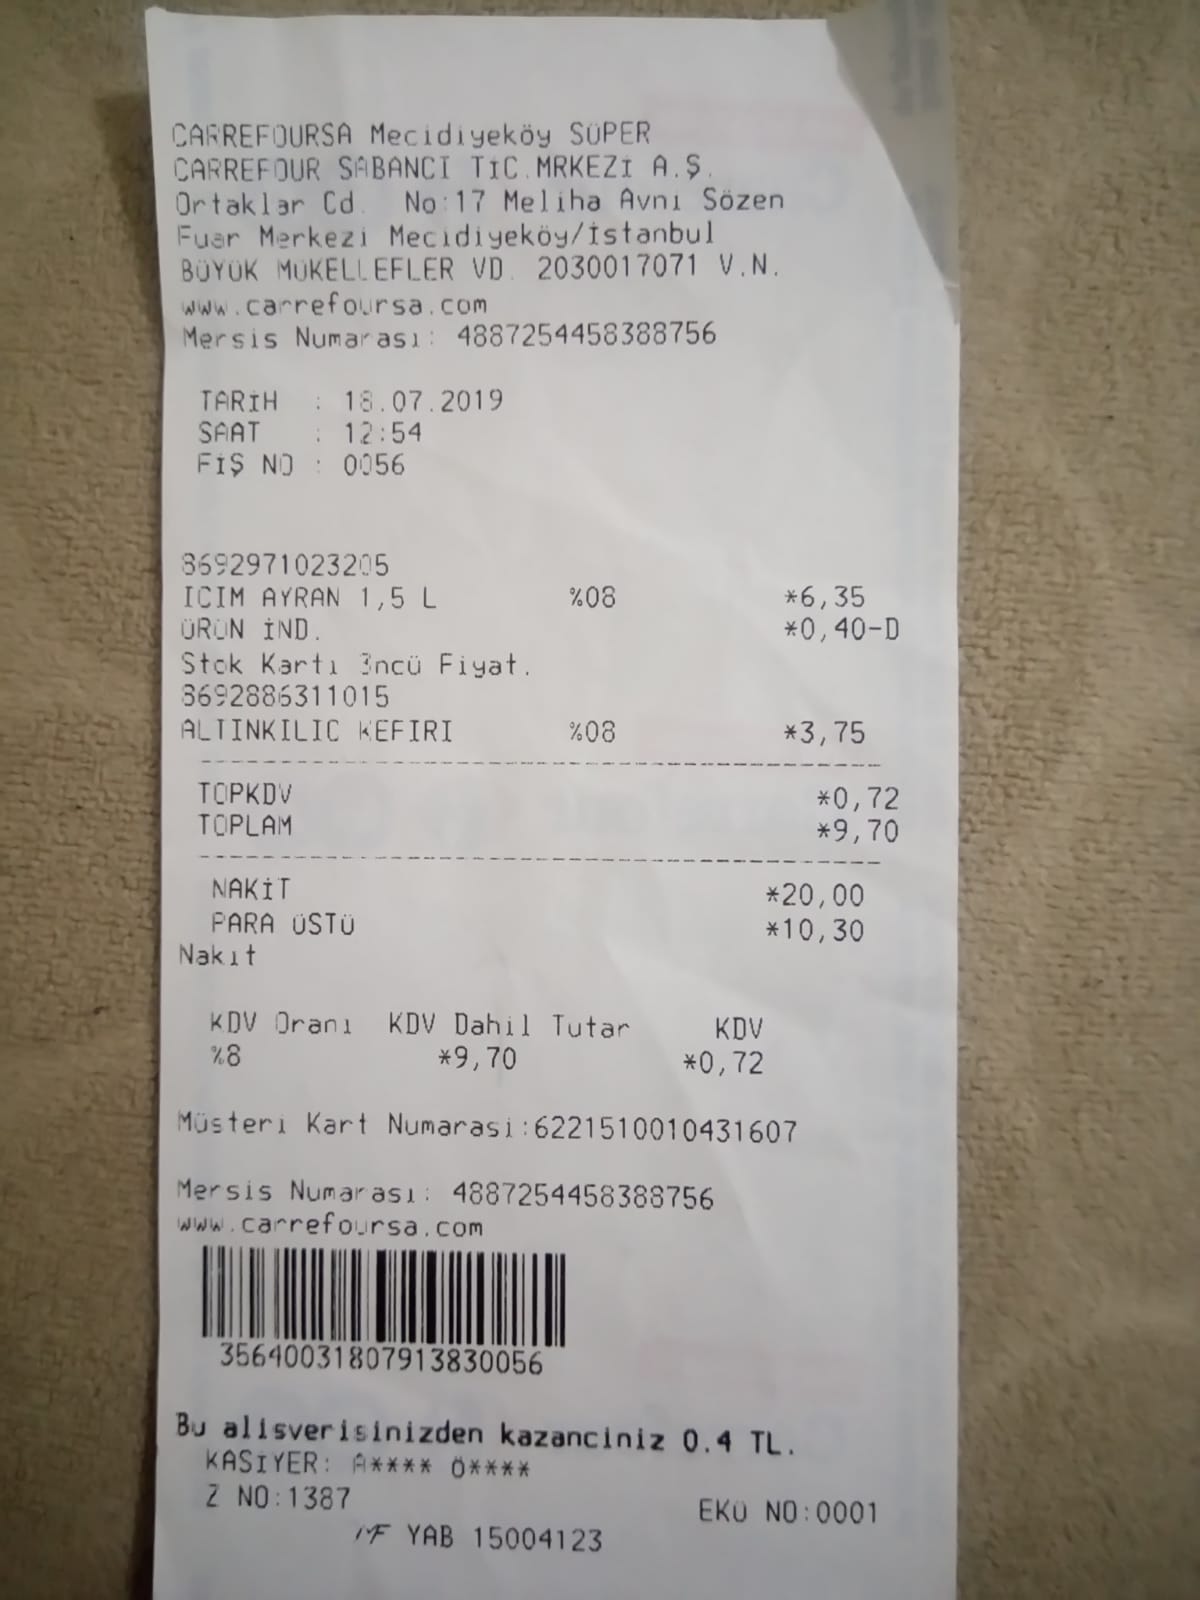 CARREFOURSA Mecidiyeköy SÜPER
CARREFOUR SABANCI TİC.MRKEZİ A.Ş.
Ortaklar Cd. No:17 Meliha Avni Sözen
Fuar Merkezi Mecidiyeköy/İstanbul
BÜYÜK MÜKELLEFLER VD. 2030017071 V.N.
www.carrefoursa.com
Mersis Numarası: 4887254458388756
TARİH : 18.07.2019
SAAT : 12:54
FİŞ NO : 0056
8692971023205
ICIM AYRAN 1,5 L %08 *6,35
ÜRÜN İND. *0,40-D
Stok Kartı 3ncü Fiyat.
8692886311015
ALTINKILIC KEFIRI %08 *3,75
TOPKDV *0,72
TOPLAM *9,70
NAKİT *20,00
PARA ÜSTÜ *10,30
Nakit
KDV Oranı KDV Dahil Tutar KDV
%8 *9,70 *0,72
Müsteri Kart Numarasi:6221510010431607
Mersis Numarası: 4887254458388756
www.carrefoursa.com
35640031807913830056
Bu alisverisinizden kazanciniz 0.4 TL.
KASİYER: A**** Ö****
Z NO:1387 EKÜ NO:0001
MF YAB 15004123